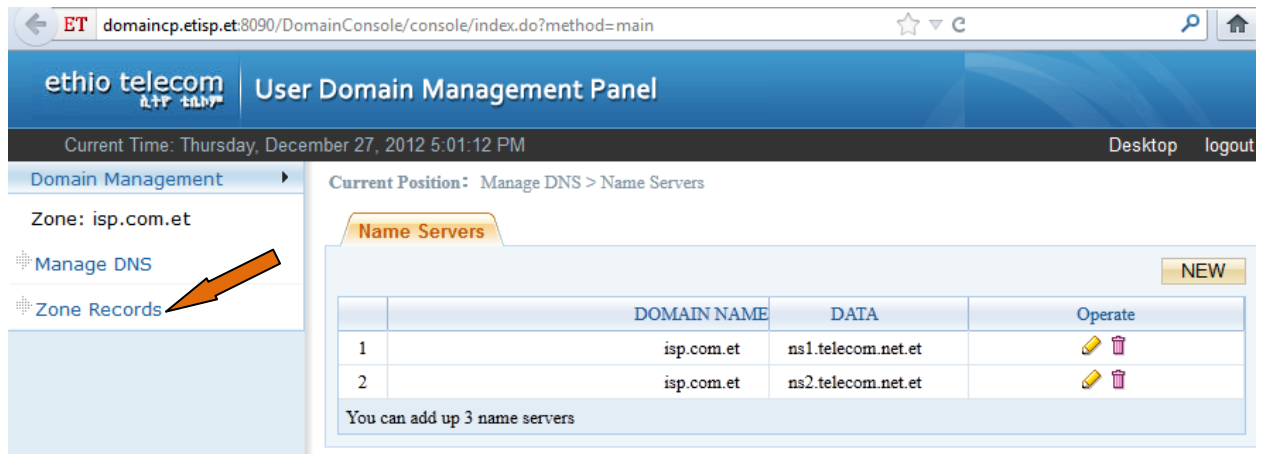 ET domaincp.etisp.et:8090/DomainConsole/console/index.do?method=main
ethio telecom
ኢትዮ ቴሌኮም
User Domain Management Panel
Current Time: Thursday, December 27, 2012 5:01:12 PM
Desktop logout
Domain Management
Zone: isp.com.et
Manage DNS
Zone Records
Current Position: Manage DNS > Name Servers
Name Servers
NEW
DOMAIN NAME DATA Operate
1 isp.com.et ns1.telecom.net.et
2 isp.com.et ns2.telecom.net.et
You can add up 3 name servers